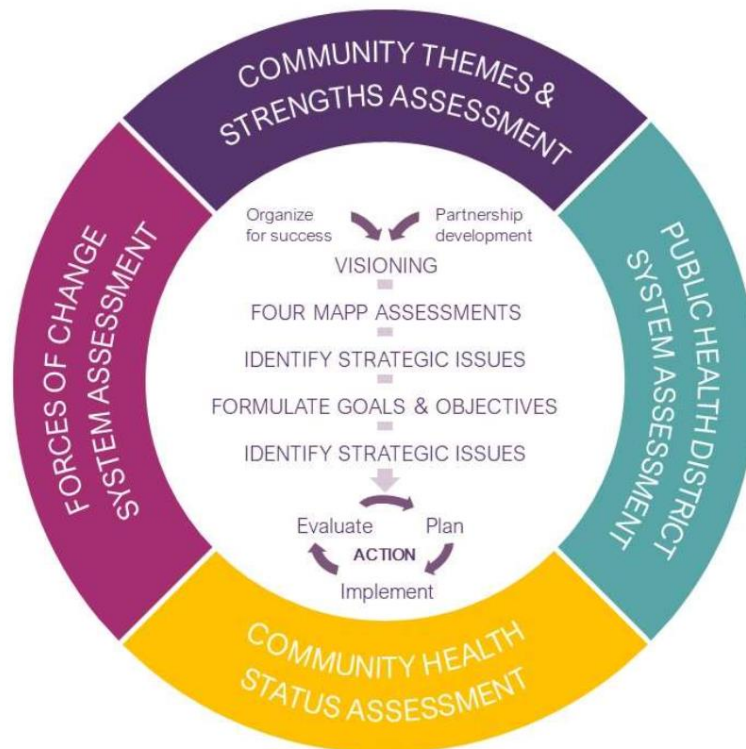 COMMUNITY THEMES &
STRENGTHS ASSESSMENT
PUBLIC HEALTH DISTRICT
SYSTEM ASSESSMENT
COMMUNITY HEALTH
STATUS ASSESSMENT
FORCES OF CHANGE
SYSTEM ASSESSMENT
Organize
for success
Partnership
development
VISIONING
FOUR MAPP ASSESSMENTS
IDENTIFY STRATEGIC ISSUES
FORMULATE GOALS & OBJECTIVES
IDENTIFY STRATEGIC ISSUES
Evaluate
Plan
ACTION
Implement